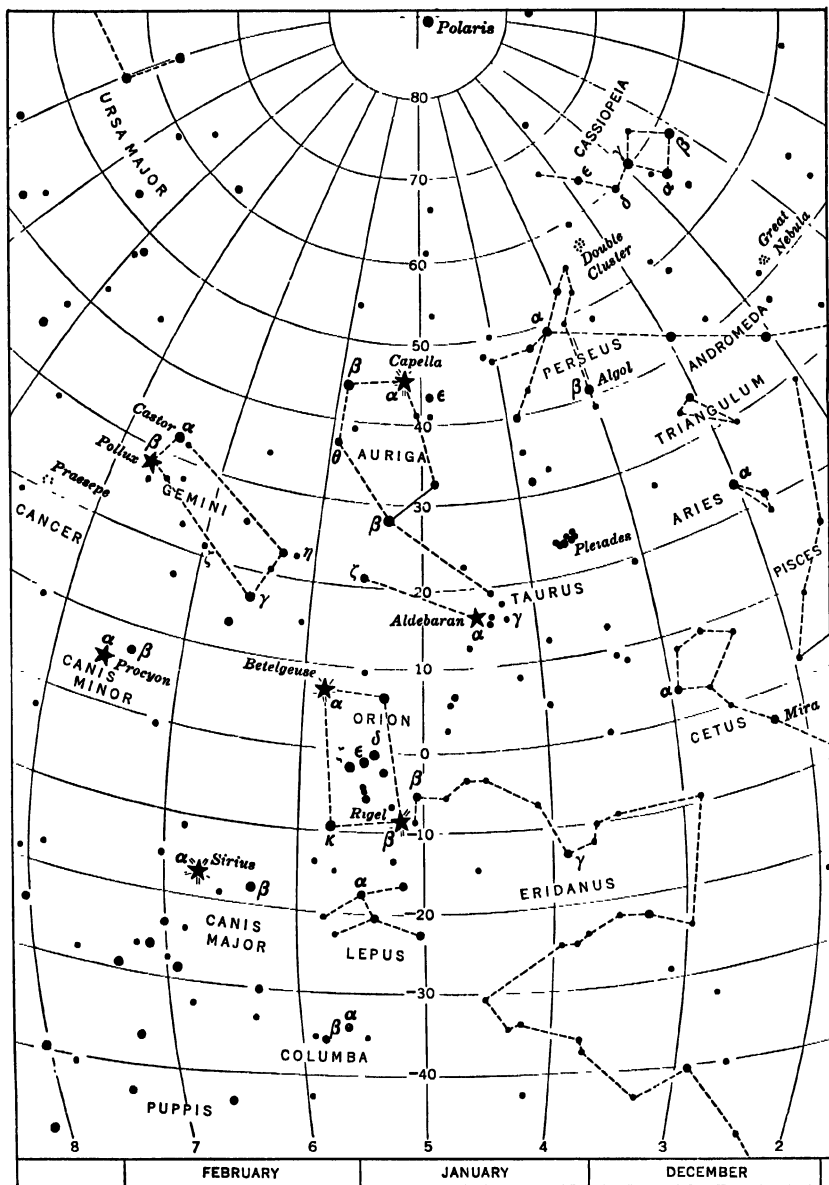 Polaris
80
CASSIOPEIA
URSA MAJOR
γ
β
ε
α
δ
70
Great
Nebula
Double
Cluster
60
α
50
PERSEUS
ANDROMEDA
Capella
β
α
ε
β
Algol
TRIANGULUM
40
Castor
α
β
Pollux
θ
AURIGA
GEMINI
Praesepe
α
ARIES
CANCER
30
β
Pleiades
ζ
η
PISCES
ζ
γ
20
TAURUS
Aldebaran
α
γ
α
β
Procyon
CANIS
MINOR
10
Betelgeuse
α
ORION
α
Mira
CETUS
ζ
ε
δ
0
β
Rigel
κ
β
-10
γ
α
Sirius
β
ERIDANUS
α
-20
CANIS
MAJOR
LEPUS
-30
α
β
COLUMBA
-40
PUPPIS
8
7
6
5
4
3
2
FEBRUARY
JANUARY
DECEMBER